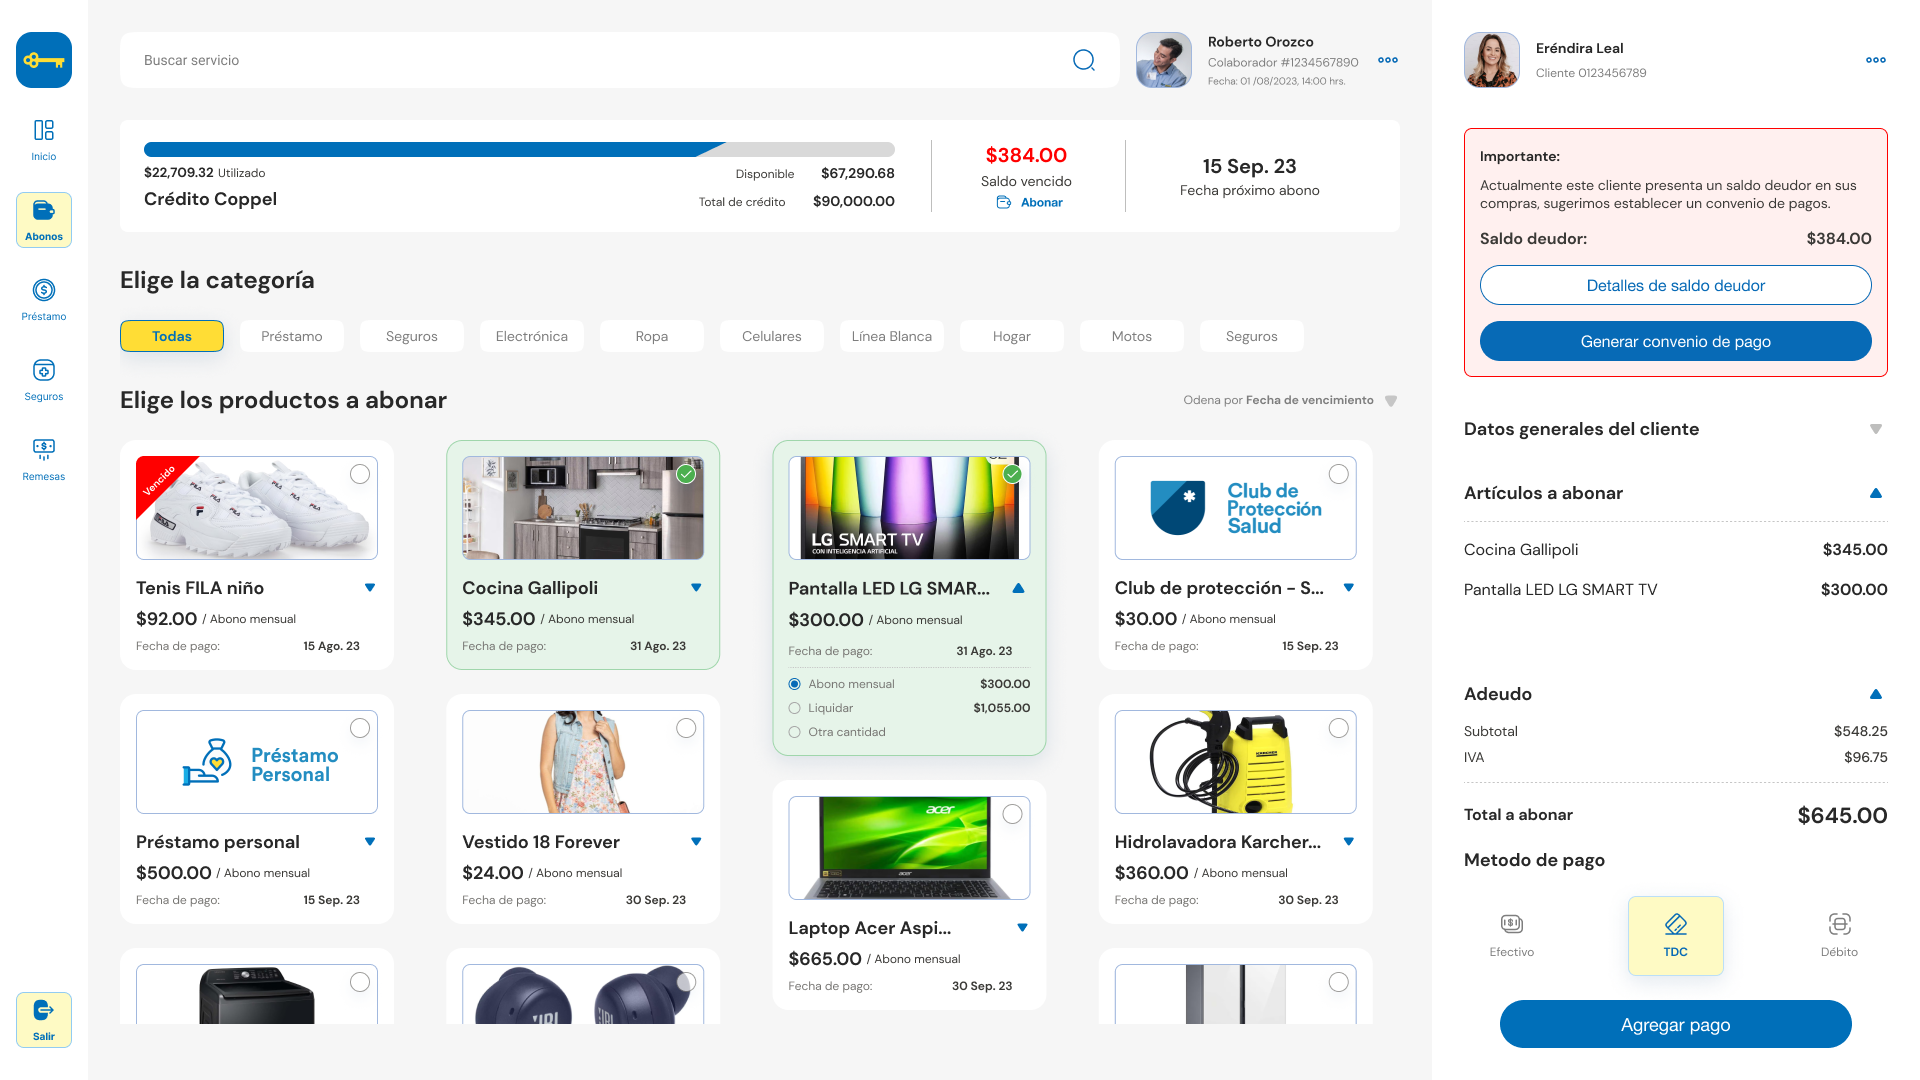 Buscar servicio
Roberto Orozco
Colaborador #1234567890
Fecha: 01 /08/2023, 14:00 hrs.
Eréndira Leal
Cliente 0123456789
Inicio
Abonos
Préstamo
Seguros
Remesas
Salir
$22,709.32 Utilizado
Crédito Coppel
Disponible $67,290.68
Total de crédito $90,000.00
$384.00
Saldo vencido
Abonar
15 Sep. 23
Fecha próximo abono
Elige la categoría
Todas
Préstamo
Seguros
Electrónica
Ropa
Celulares
Línea Blanca
Hogar
Motos
Seguros
Elige los productos a abonar
Odena por Fecha de vencimiento
Vencido
FILA
Tenis FILA niño
$92.00 / Abono mensual
Fecha de pago: 15 Ago. 23
Cocina Gallipoli
$345.00 / Abono mensual
Fecha de pago: 31 Ago. 23
LG SMART TV
CON INTELIGENCIA ARTIFICIAL
Pantalla LED LG SMAR...
$300.00 / Abono mensual
Fecha de pago: 31 Ago. 23
Abono mensual $300.00
Liquidar $1,055.00
Otra cantidad
Club de
Protección
Salud
Club de protección - S...
$30.00 / Abono mensual
Fecha de pago: 15 Sep. 23
Préstamo
Personal
Préstamo personal
$500.00 / Abono mensual
Fecha de pago: 15 Sep. 23
Vestido 18 Forever
$24.00 / Abono mensual
Fecha de pago: 30 Sep. 23
acer
acer
Laptop Acer Aspi...
$665.00 / Abono mensual
Fecha de pago: 30 Sep. 23
KARCHER
Hidrolavadora Karcher...
$360.00 / Abono mensual
Fecha de pago: 30 Sep. 23
JBL
JBL
Importante:
Actualmente este cliente presenta un saldo deudor en sus
compras, sugerimos establecer un convenio de pagos.
Saldo deudor: $384.00
Detalles de saldo deudor
Generar convenio de pago
Datos generales del cliente
Artículos a abonar
Cocina Gallipoli $345.00
Pantalla LED LG SMART TV $300.00
Adeudo
Subtotal $548.25
IVA $96.75
Total a abonar $645.00
Metodo de pago
Efectivo
TDC
Débito
Agregar pago